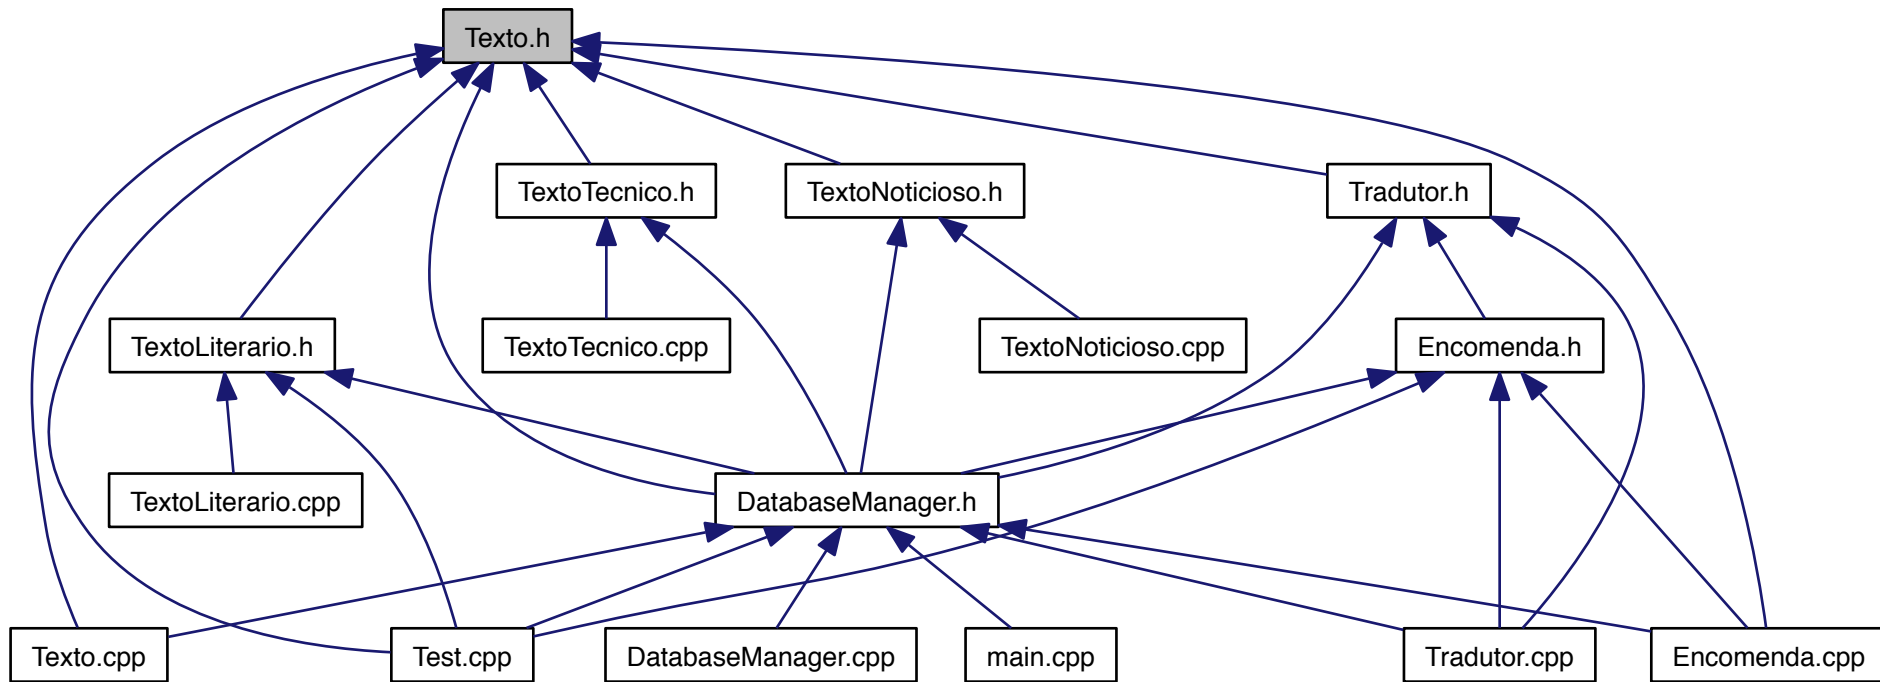 Texto.h
TextoTecnico.h
TextoNoticioso.h
Tradutor.h
TextoLiterario.h
TextoTecnico.cpp
TextoNoticioso.cpp
Encomenda.h
TextoLiterario.cpp
DatabaseManager.h
Texto.cpp
Test.cpp
DatabaseManager.cpp
main.cpp
Tradutor.cpp
Encomenda.cpp